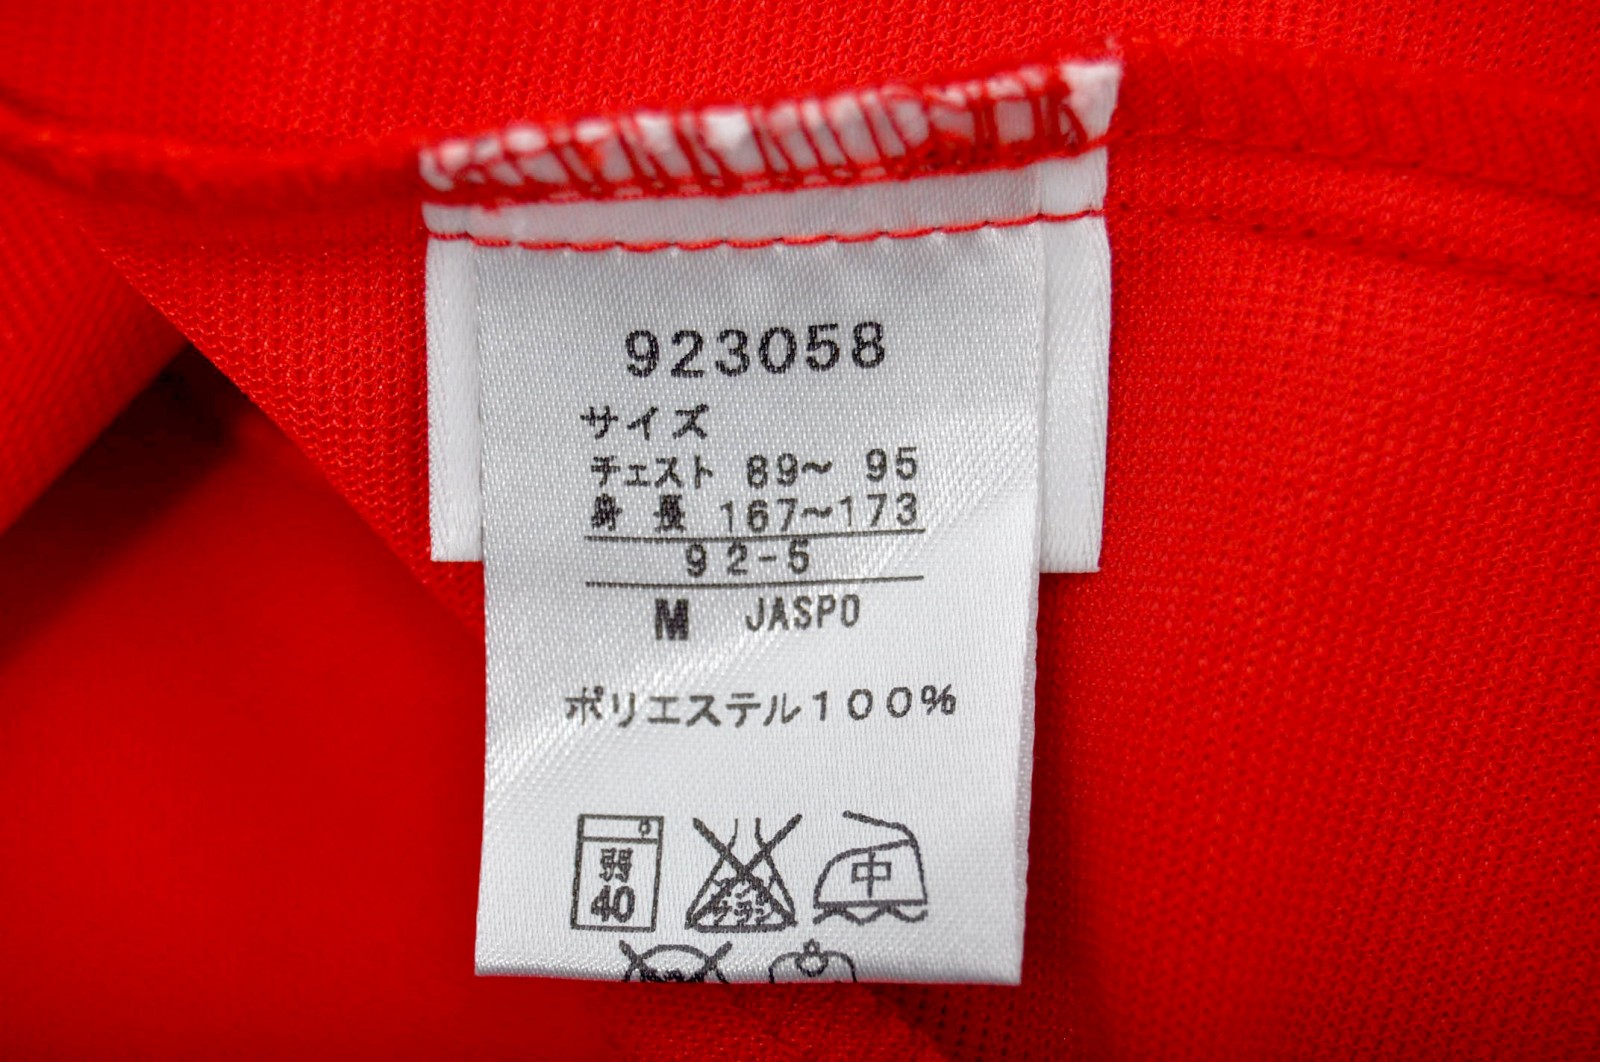 923058
サイズ
チェスト 89〜 95
身 長 167〜173
92-5
M JASPO
ポリエステル100%
弱
40
中